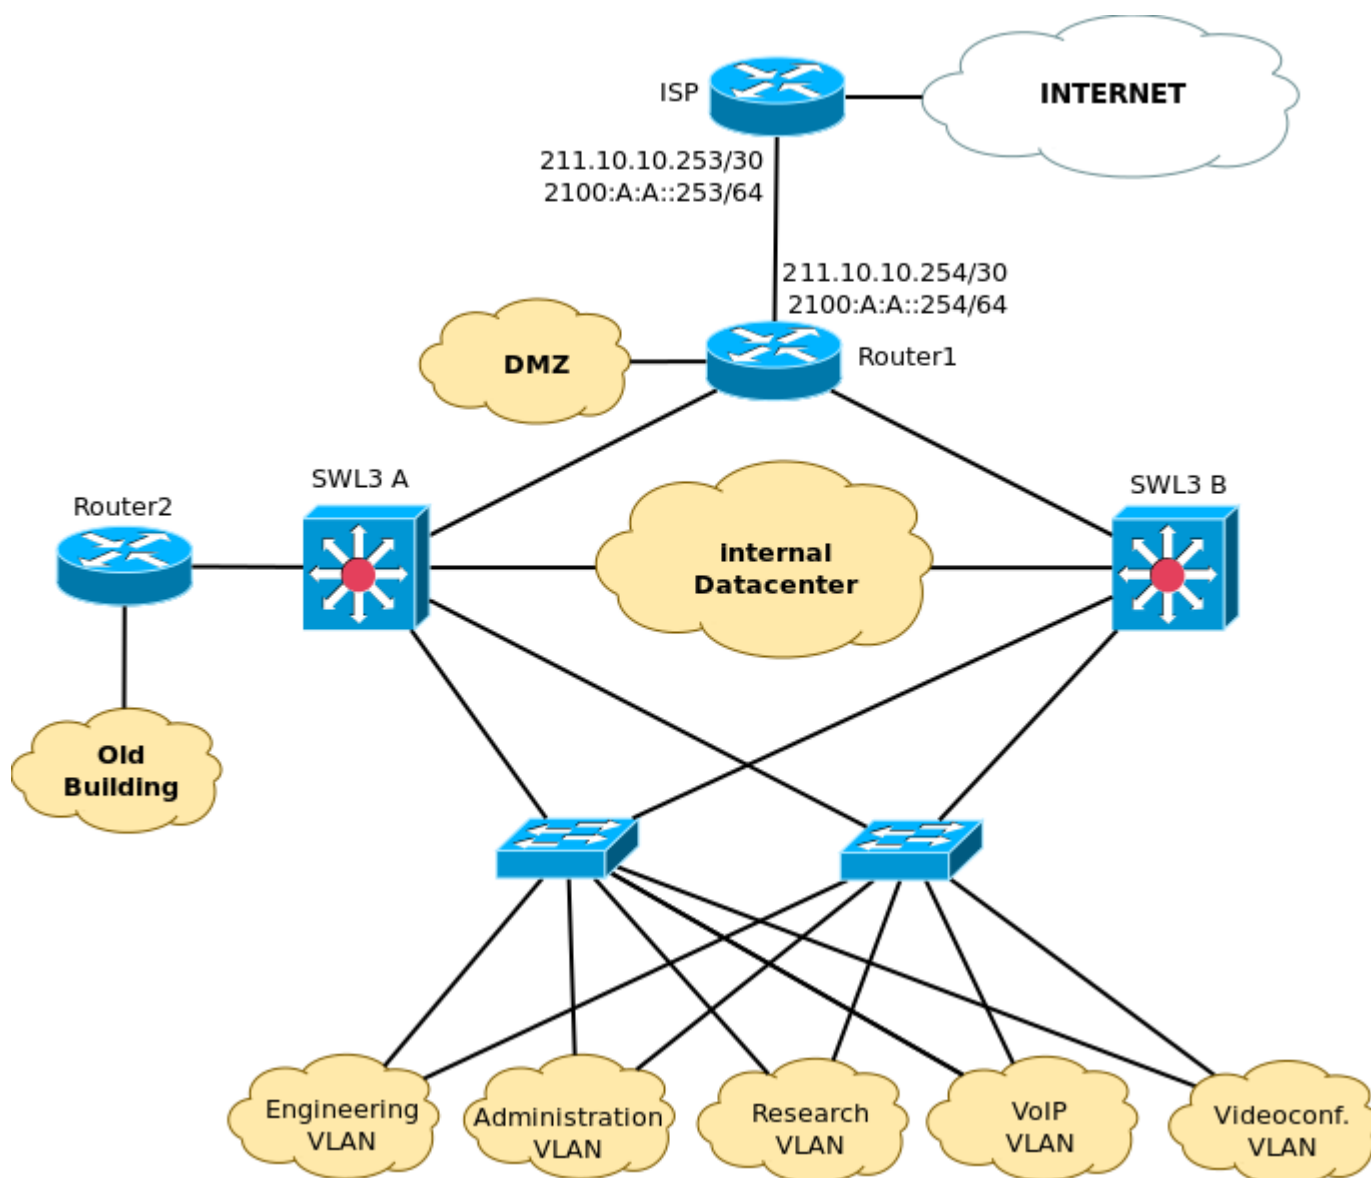 ISP
INTERNET
211.10.10.253/30
2100:A:A::253/64
211.10.10.254/30
2100:A:A::254/64
DMZ
Router1
SWL3 A
SWL3 B
Router2
internal
Datacenter
Old
Building
Engineering
VLAN
Administration
VLAN
Research
VLAN
VoIP
VLAN
Videoconf.
VLAN